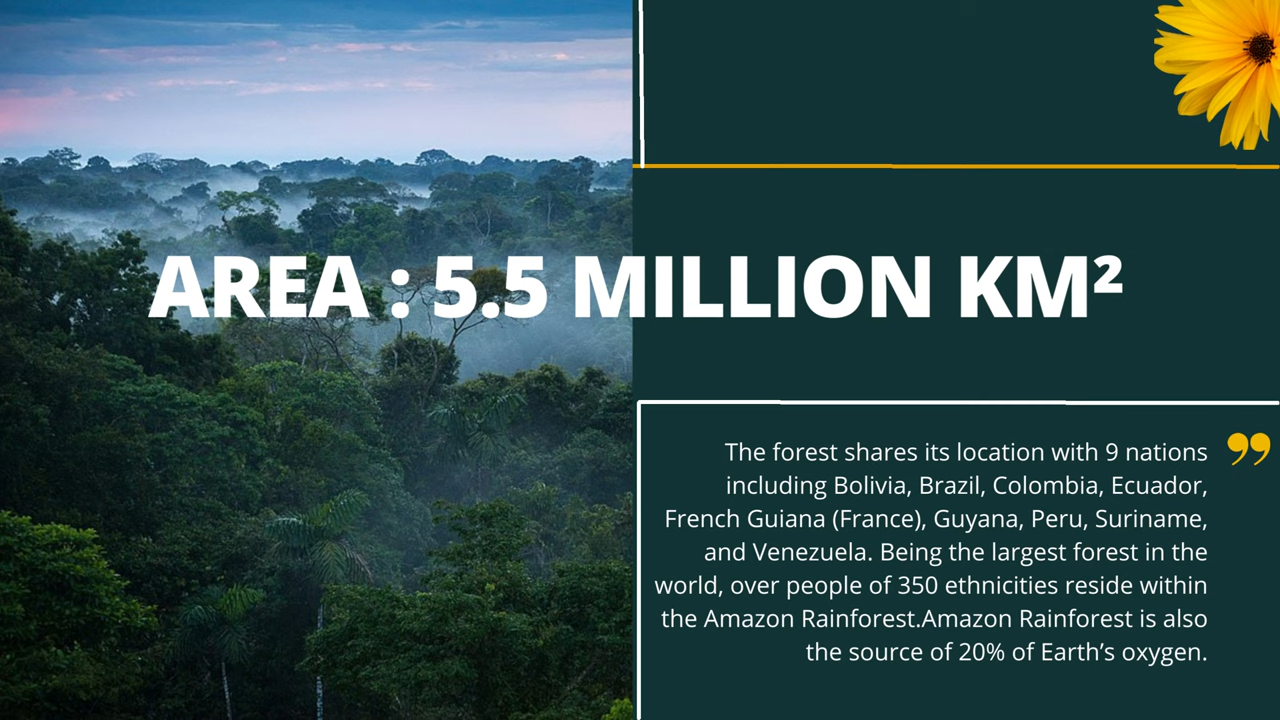 AREA : 5.5 MILLION KM²
The forest shares its location with 9 nations
including Bolivia, Brazil, Colombia, Ecuador,
French Guiana (France), Guyana, Peru, Suriname,
and Venezuela. Being the largest forest in the
world, over people of 350 ethnicities reside within
the Amazon Rainforest.Amazon Rainforest is also
the source of 20% of Earth’s oxygen.
”